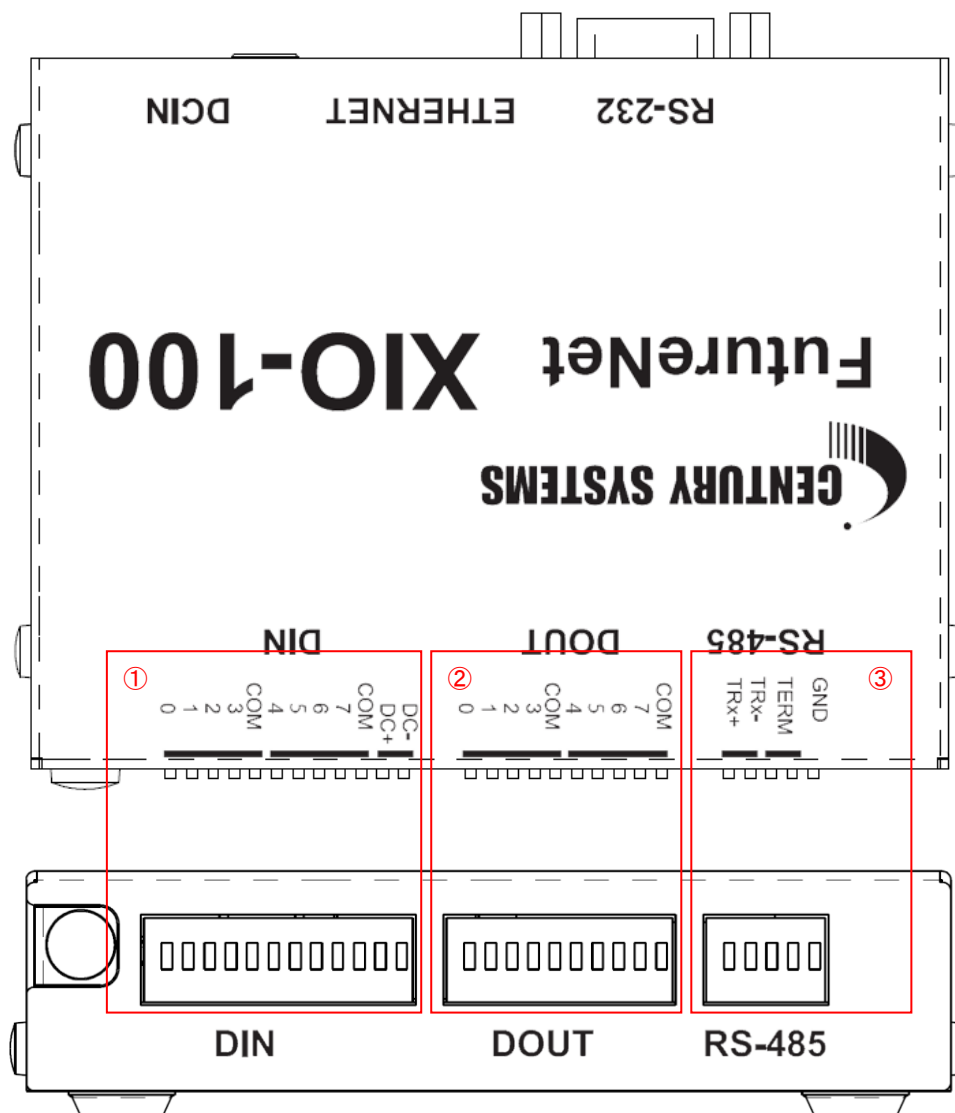 DCIN ETHERNET RS-232
XIO-100 FutureNet
CENTURY SYSTEMS
DIN DOUT RS-485
① ② ③
0 1 2 3 COM 4 5 6 7 COM DC+ DC-
0 1 2 3 COM 4 5 6 7 COM
TRx+ TRx- TERM GND
DIN DOUT RS-485